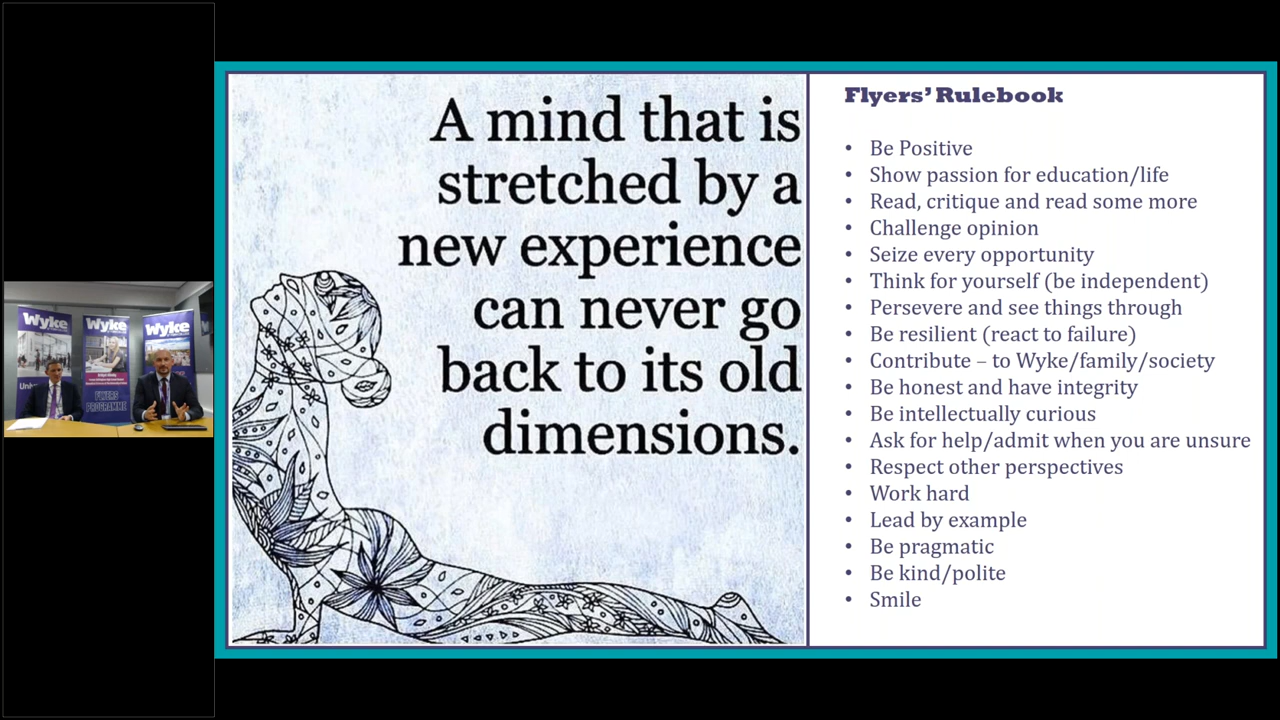 A mind that is
stretched by a
new experience
can never go
back to its old
dimensions.
Flyers’ Rulebook
• Be Positive
• Show passion for education/life
• Read, critique and read some more
• Challenge opinion
• Seize every opportunity
• Think for yourself (be independent)
• Persevere and see things through
• Be resilient (react to failure)
• Contribute – to Wyke/family/society
• Be honest and have integrity
• Be intellectually curious
• Ask for help/admit when you are unsure
• Respect other perspectives
• Work hard
• Lead by example
• Be pragmatic
• Be kind/polite
• Smile
Wyke
Wyke
Wyke
FLYERS
PROGRAMME